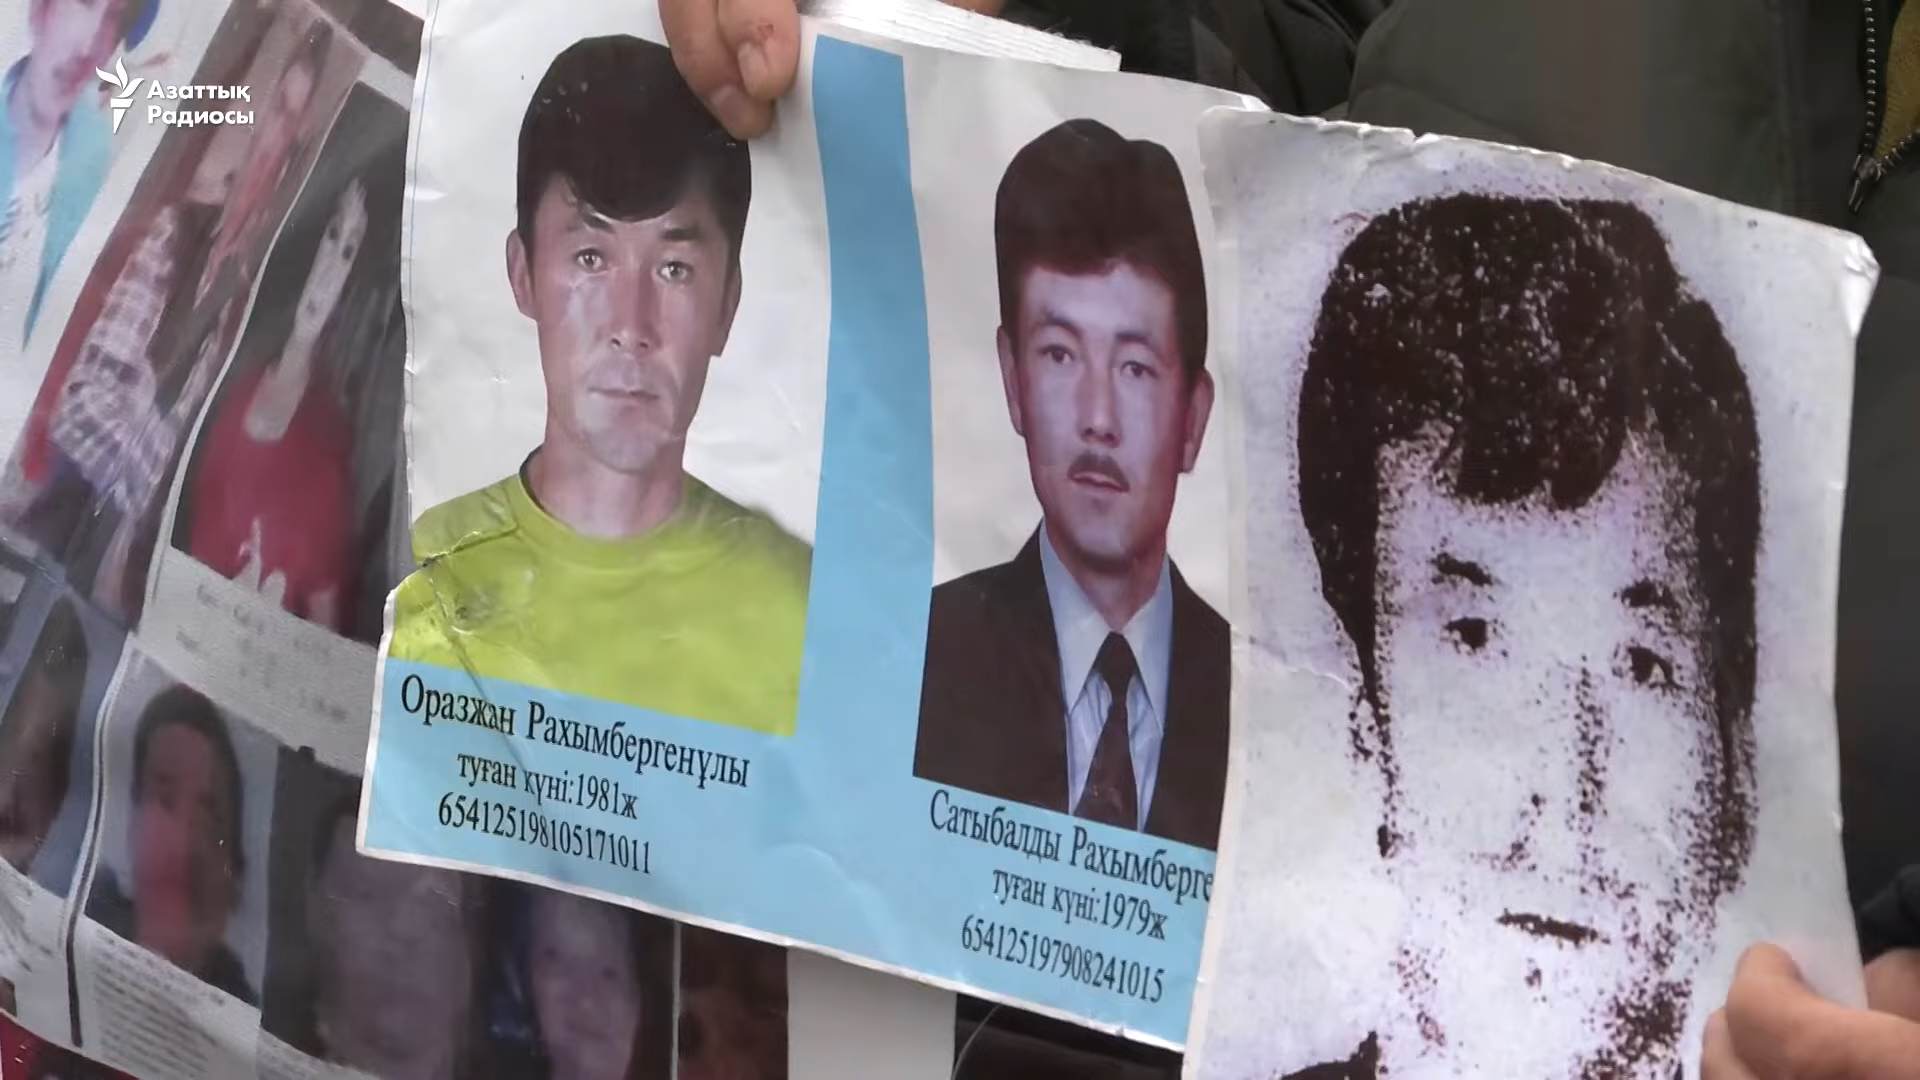 Азаттық
Радиосы
Оразжан Рахымбергенұлы
туған күні:1981ж
654125198105171011
Сатыбалды Рахымберге
туған күні:1979ж
654125197908241015